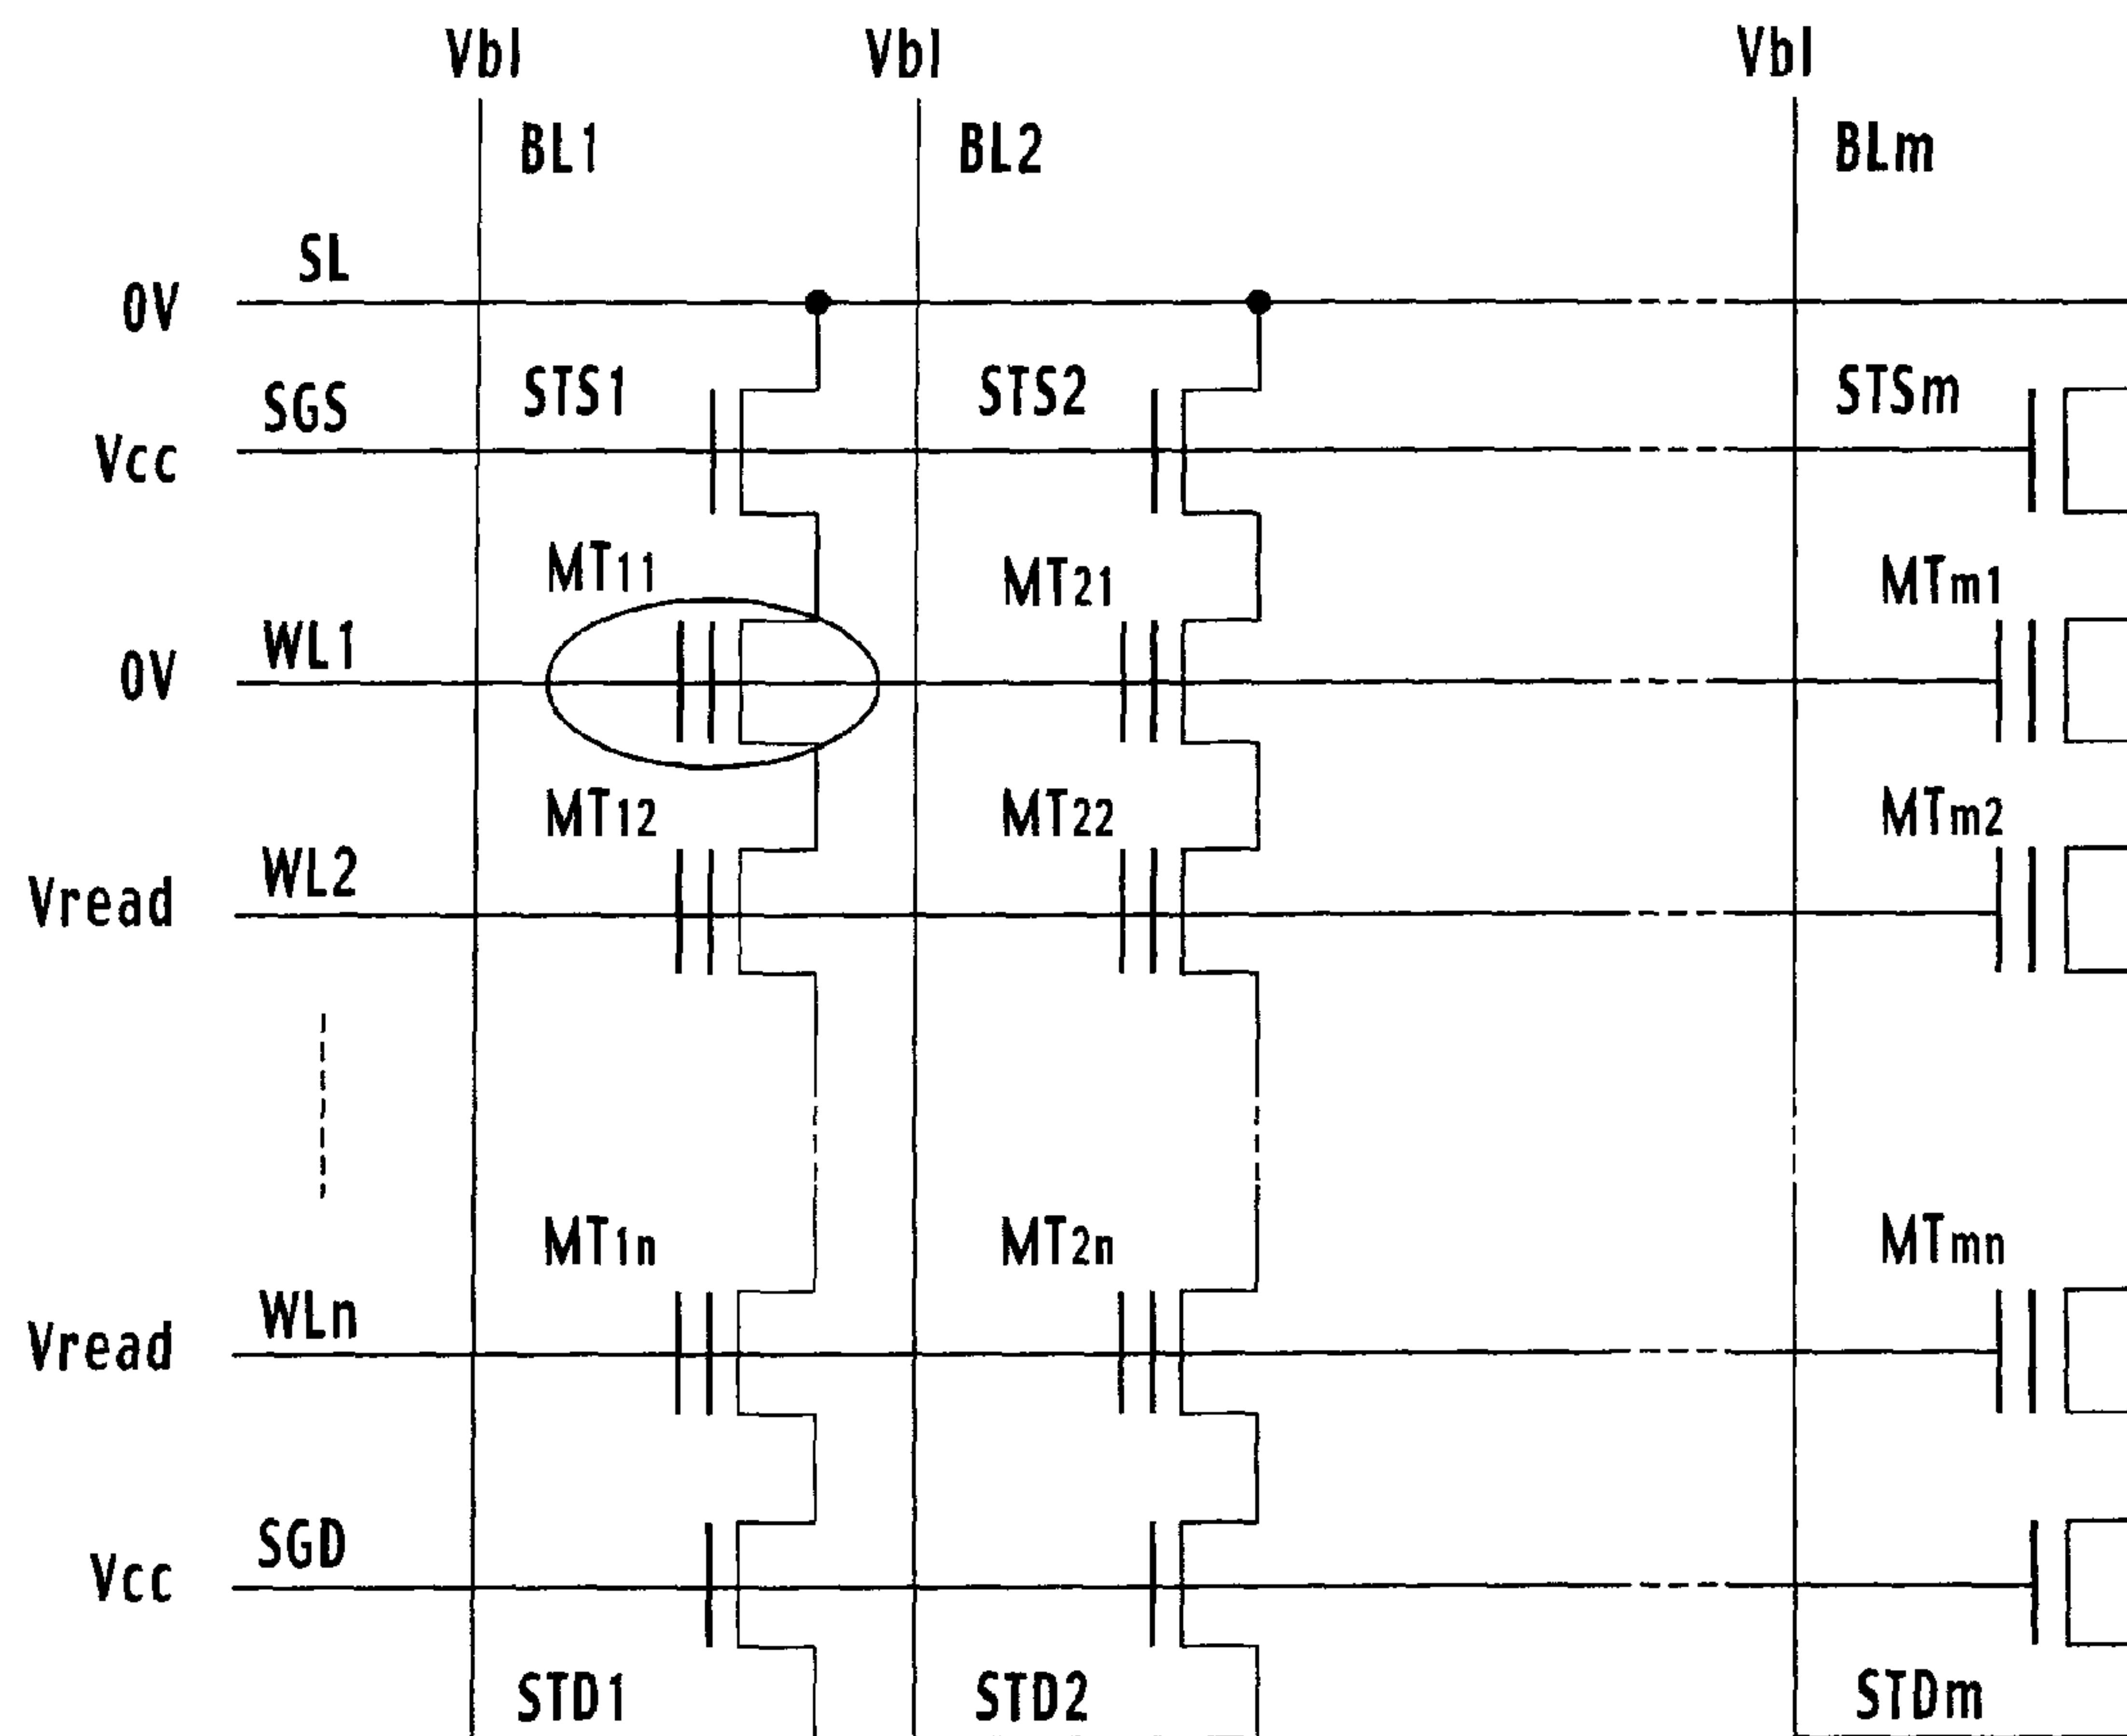 Vbl Vbl Vbl
BL1 BL2 BLm
SL
0V
SGS STS1 STS2 STSm
Vcc
MT11 MT21 MTm1
WL1
0V
MT12 MT22 MTm2
WL2
Vread
MT1n MT2n MTmn
WLn
Vread
SGD
Vcc
STD1 STD2 STDm